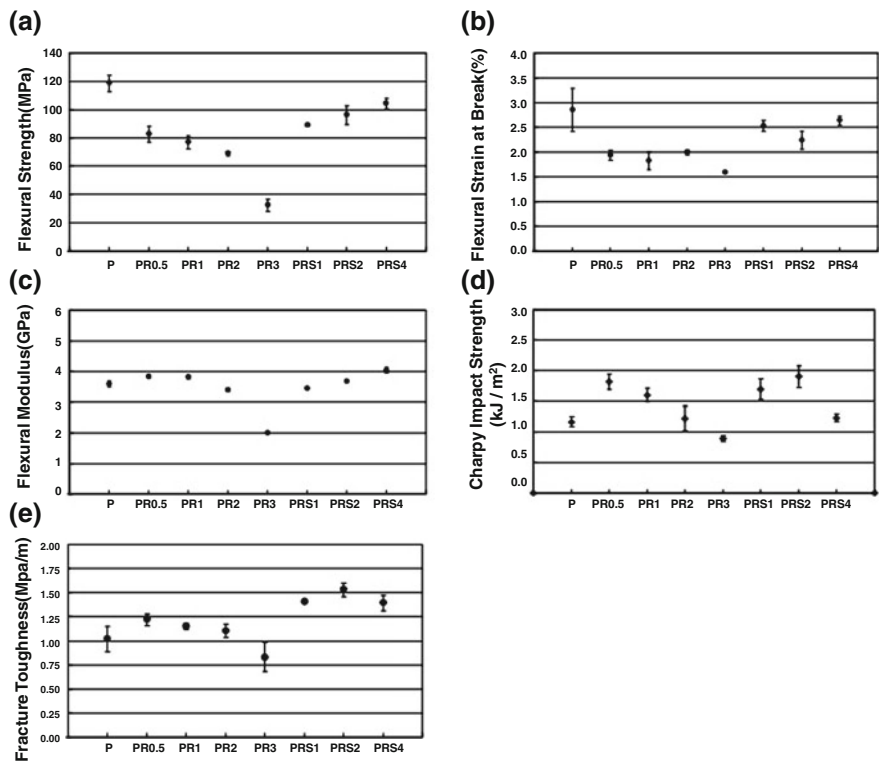 (a)
Flexural Strength(MPa)
140
120
100
80
60
40
20
0
P PR0.5 PR1 PR2 PR3 PRS1 PRS2 PRS4
(b)
Flexural Strain at Break(%)
4.0
3.5
3.0
2.5
2.0
1.5
1.0
0.5
0.0
P PR0.5 PR1 PR2 PR3 PRS1 PRS2 PRS4
(c)
Flexural Modulus(GPa)
6
5
4
3
2
1
0
P PR0.5 PR1 PR2 PR3 PRS1 PRS2 PRS4
(d)
Charpy Impact Strength
(kJ / m²)
3.0
2.5
2.0
1.5
1.0
0.5
0.0
P PR0.5 PR1 PR2 PR3 PRS1 PRS2 PRS4
(e)
Fracture Toughness(Mpa/m)
2.00
1.75
1.50
1.25
1.00
0.75
0.50
0.25
0.00
P PR0.5 PR1 PR2 PR3 PRS1 PRS2 PRS4